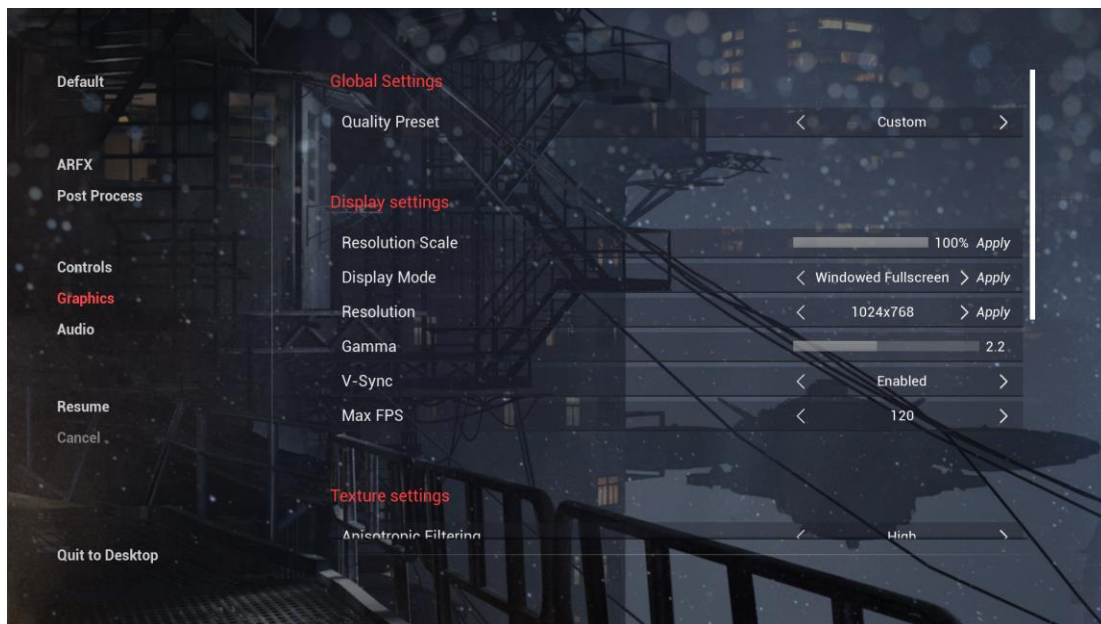 Default
ARFX
Post Process
Controls
Graphics
Audio
Resume
Cancel
Quit to Desktop
Global Settings
Quality Preset < Custom >
Display settings
Resolution Scale 100% Apply
Display Mode < Windowed Fullscreen > Apply
Resolution < 1024x768 > Apply
Gamma 2.2
V-Sync < Enabled >
Max FPS < 120 >
Texture settings
Anisotropic Filtering < High >